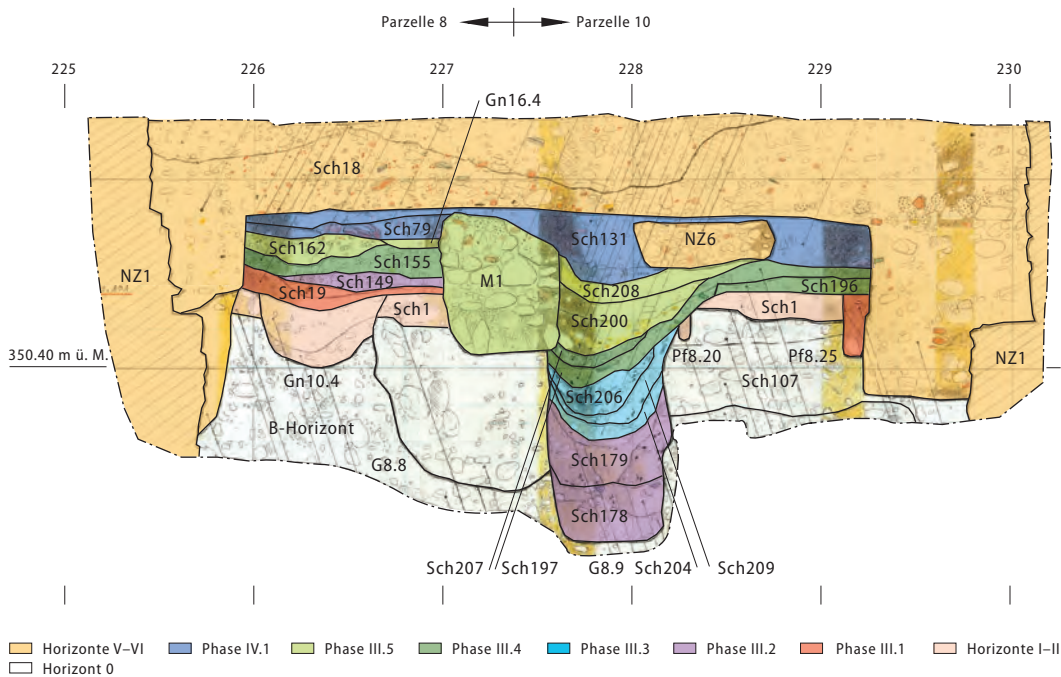 Parzelle 8 Parzelle 10
225 226 227 228 229 230
Gn16.4
Sch18
Sch79
Sch131
NZ6
Sch162
Sch155
NZ1
M1
Sch149
Sch19
Sch208
Sch196
Sch1
Sch1
Sch200
350.40 m ü. M.
Pf8.20
Pf8.25
NZ1
Gn10.4
Sch107
Sch206
B-Horizont
G8.8
Sch179
Sch178
Sch207 Sch197 G8.9 Sch204 Sch209
Horizonte V–VI Phase IV.1 Phase III.5 Phase III.4 Phase III.3 Phase III.2 Phase III.1 Horizonte I–II
Horizont 0